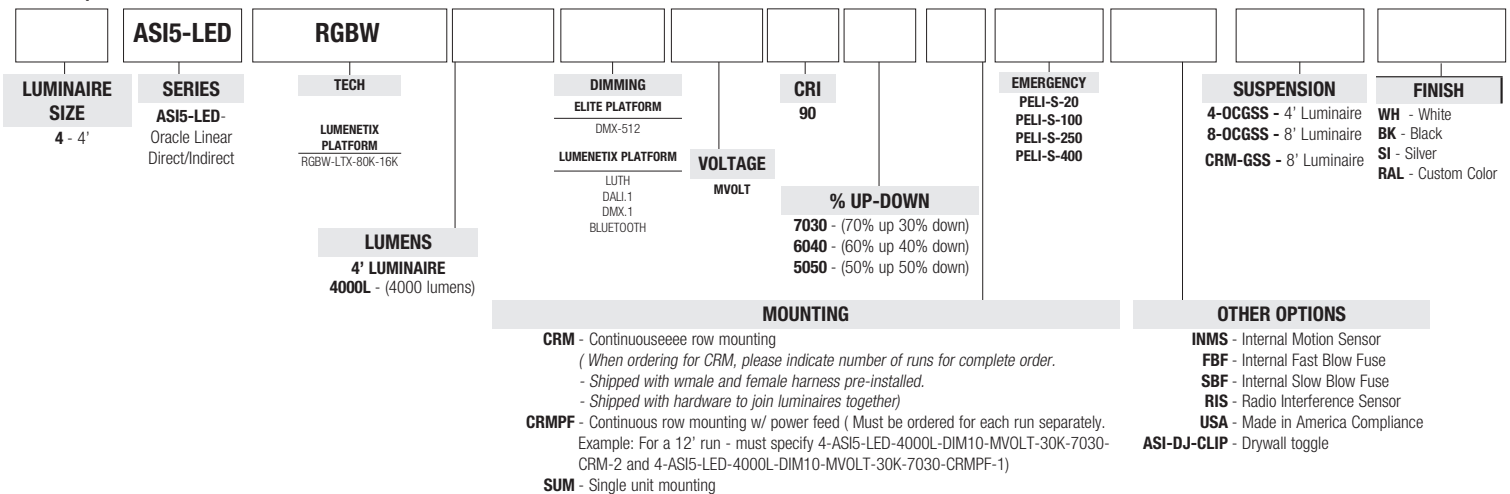 ASI5-LED
RGBW
LUMINAIRE
SIZE
4 - 4'
SERIES
ASI5-LED-
Oracle Linear
Direct/Indirect
TECH
LUMENETIX
PLATFORM
RGBW-LTX-80K-16K
LUMENS
4' LUMINAIRE
4000L - (4000 lumens)
DIMMING
ELITE PLATFORM
DMX-512
LUMENETIX PLATFORM
LUTH
DALI.1
DMX.1
BLUETOOTH
VOLTAGE
MVOLT
CRI
90
% UP-DOWN
7030 - (70% up 30% down)
6040 - (60% up 40% down)
5050 - (50% up 50% down)
MOUNTING
CRM - Continuouseeee row mounting
( When ordering for CRM, please indicate number of runs for complete order.
- Shipped with wmale and female harness pre-installed.
- Shipped with hardware to join luminaires together)
CRMPF - Continuous row mounting w/ power feed ( Must be ordered for each run separately.
Example: For a 12' run - must specify 4-ASI5-LED-4000L-DIM10-MVOLT-30K-7030-
CRM-2 and 4-ASI5-LED-4000L-DIM10-MVOLT-30K-7030-CRMPF-1)
SUM - Single unit mounting
EMERGENCY
PELI-S-20
PELI-S-100
PELI-S-250
PELI-S-400
OTHER OPTIONS
INMS - Internal Motion Sensor
FBF - Internal Fast Blow Fuse
SBF - Internal Slow Blow Fuse
RIS - Radio Interference Sensor
USA - Made in America Compliance
ASI-DJ-CLIP - Drywall toggle
SUSPENSION
4-OCGSS - 4' Luminaire
8-OCGSS - 8' Luminaire
CRM-GSS - 8' Luminaire
FINISH
WH - White
BK - Black
SI - Silver
RAL - Custom Color